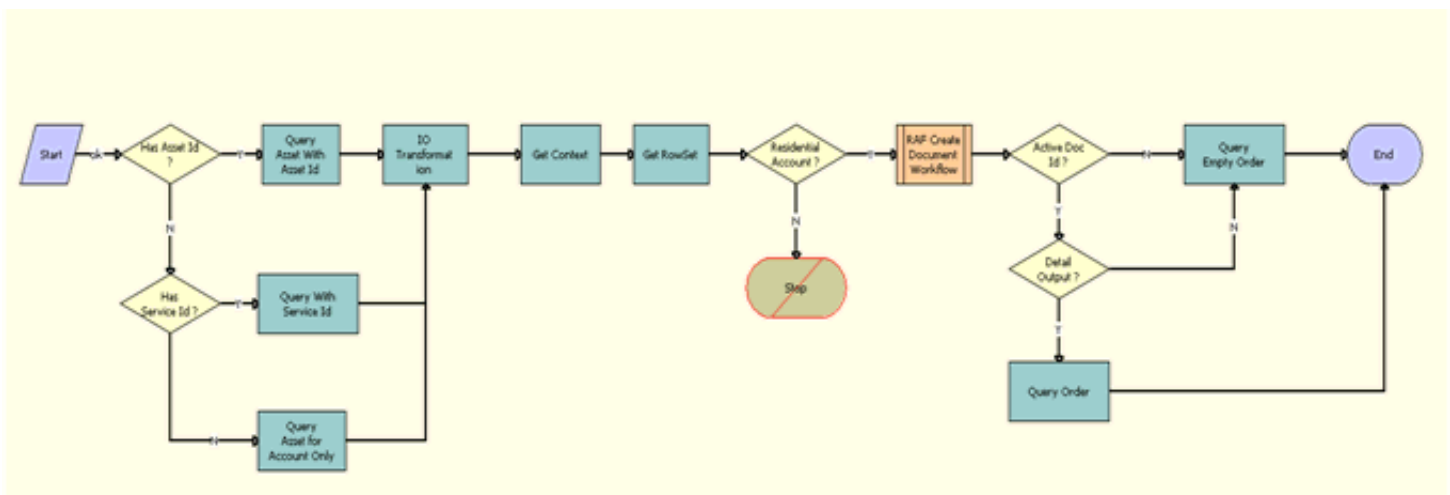 Start
ok
Has Asset Id
?
Y
Query
Asset With
Asset Id
IO
Transformat
ion
Get Context
Get RowSet
Residential
Account ?
Y
RAF Create
Document
Workflow
Active Doc
Id ?
N
Query
Empty Order
End
N
N
Y
N
Stop
Detail
Output ?
Has
Service Id ?
Y
Query With
Service Id
Y
Query Order
N
Query
Asset for
Account Only